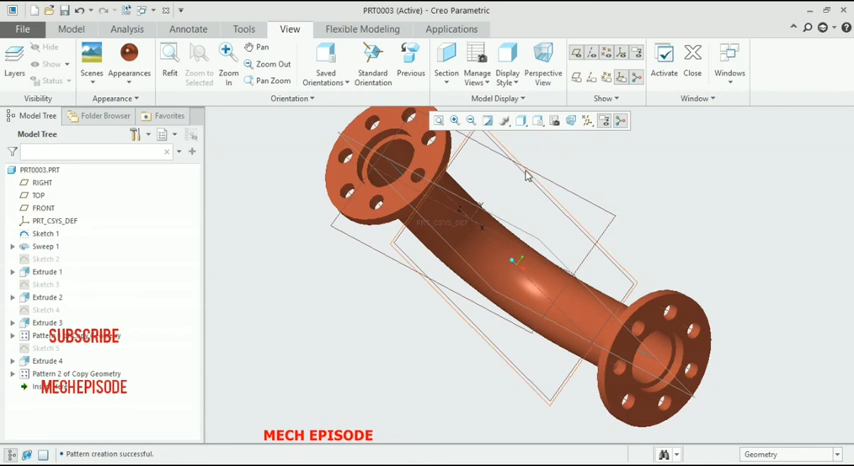 PRT0003 (Active) - Creo Parametric
File Model Analysis Annotate Tools View Flexible Modeling Applications
Hide
Show
Status
Layers
Visibility
Scenes
Appearances
Appearance
Refit
Zoom to Selected
Zoom In
Pan
Zoom Out
Pan Zoom
Saved Orientations
Standard Orientation
Previous
Orientation
Section
Manage Views
Display Style
Perspective View
Model Display
Show
Activate
Close
Windows
Window
Model Tree Folder Browser Favorites
Model Tree
PRT0003.PRT
RIGHT
TOP
FRONT
PRT_CSYS_DEF
Sketch 1
Sweep 1
Sketch 2
Extrude 1
Sketch 3
Extrude 2
Sketch 4
Extrude 3
SUBSCRIBE
Extrude 4
Pattern 2 of Copy Geometry
MECHEPISODE
PRT_CSYS_DEF
X
Y
Z
MECH EPISODE
Pattern creation successful.
Geometry